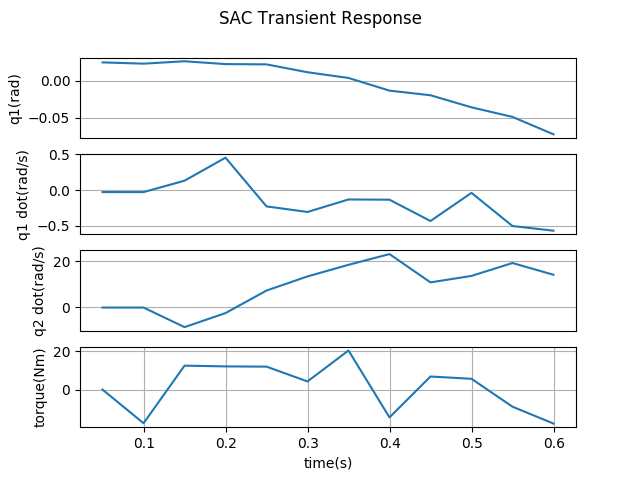 SAC Transient Response
q1(rad)
0.00
−0.05
q1 dot(rad/s)
0.5
0.0
−0.5
q2 dot(rad/s)
20
0
torque(Nm)
20
0
0.1 0.2 0.3 0.4 0.5 0.6
time(s)